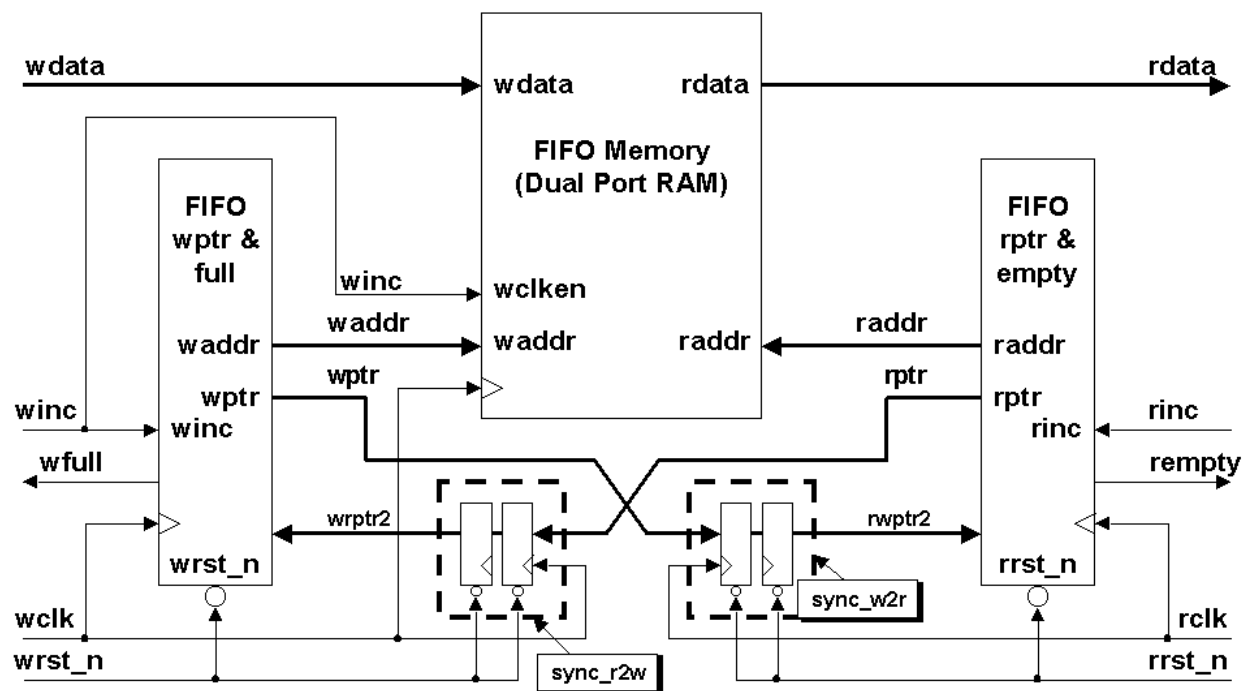 wdata
wdata
rdata
rdata
FIFO Memory
(Dual Port RAM)
FIFO
wptr &
full
FIFO
rptr &
empty
winc
wclken
waddr
waddr
waddr
raddr
raddr
raddr
wptr
wptr
rptr
rptr
winc
winc
rinc
rinc
wfull
rempty
wrptr2
rwptr2
wrst_n
rrst_n
sync_w2r
wclk
rclk
wrst_n
sync_r2w
rrst_n